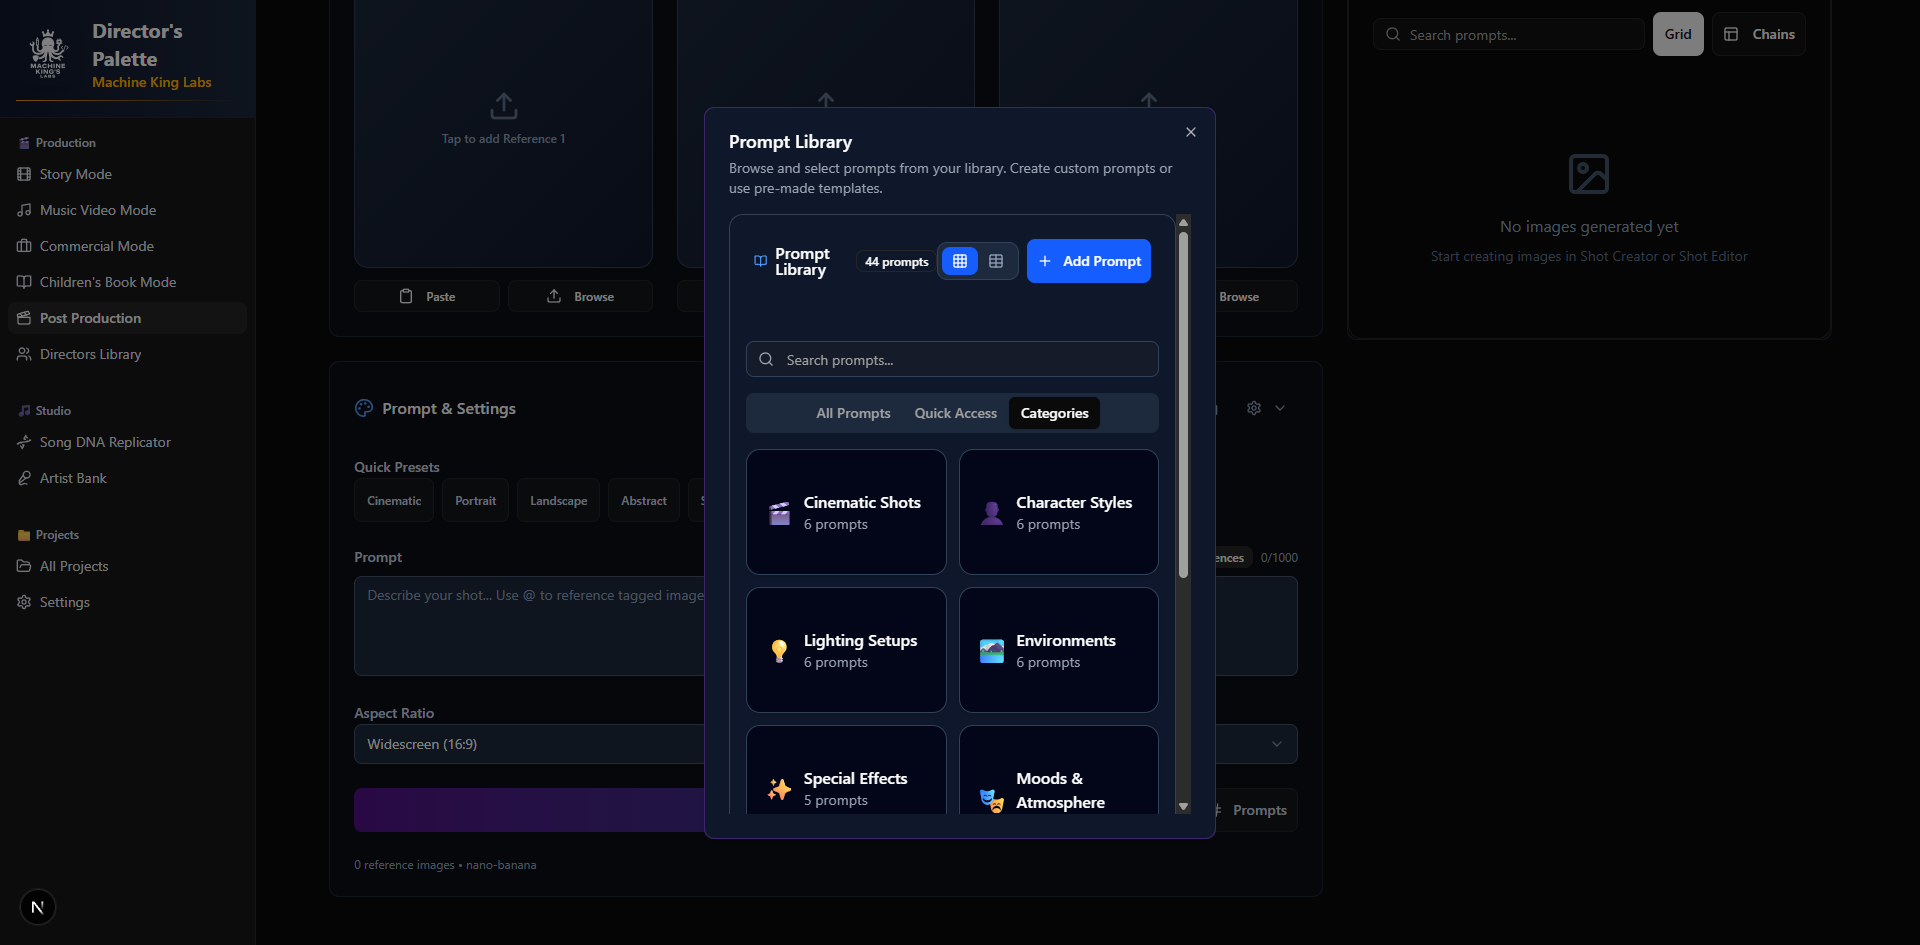 Director's
Palette
Machine King Labs
MACHINE
KING'S
LABS
Production
Story Mode
Music Video Mode
Commercial Mode
Children's Book Mode
Post Production
Directors Library
Studio
Song DNA Replicator
Artist Bank
Projects
All Projects
Settings
N
Tap to add Reference 1
Paste
Browse
Browse
Prompt & Settings
Quick Presets
Cinematic
Portrait
Landscape
Abstract
Prompt
0/1000
Describe your shot... Use @ to reference tagged image
Aspect Ratio
Widescreen (16:9)
Prompts
0 reference images • nano-banana
Prompt Library
Browse and select prompts from your library. Create custom prompts or
use pre-made templates.
Prompt
Library
44 prompts
Add Prompt
Search prompts...
All Prompts
Quick Access
Categories
Cinematic Shots
6 prompts
Character Styles
6 prompts
Lighting Setups
6 prompts
Environments
6 prompts
Special Effects
5 prompts
Moods &
Atmosphere
Search prompts...
Grid
Chains
No images generated yet
Start creating images in Shot Creator or Shot Editor